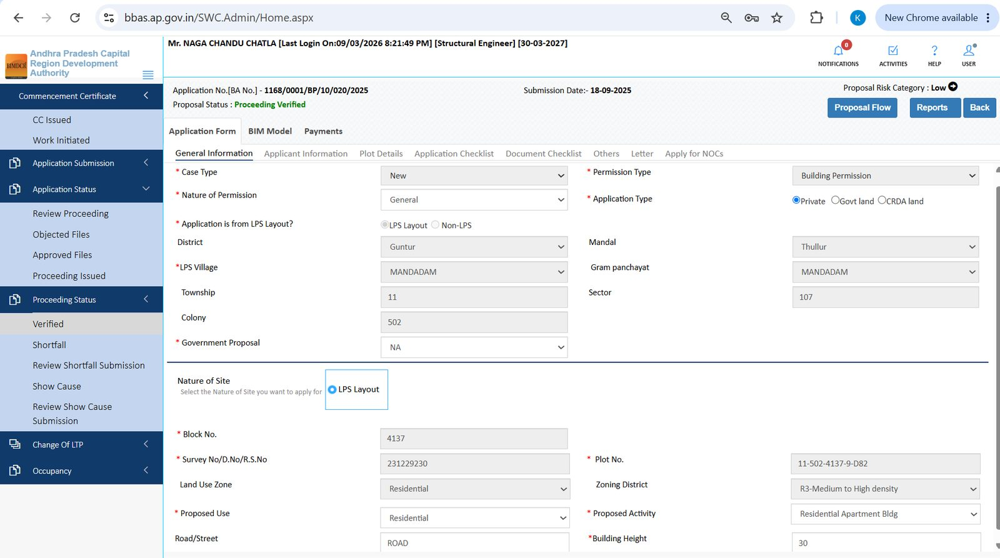 bbas.ap.gov.in/SWC.Admin/Home.aspx
K
New Chrome available
BIMDCR
Andhra Pradesh Capital
Region Development
Authority
Mr. NAGA CHANDU CHATLA [Last Login On:09/03/2026 8:21:49 PM] [Structural Engineer] [30-03-2027]
0
NOTIFICATIONS ACTIVITIES HELP USER
Commencement Certificate
CC Issued
Work Initiated
Application Submission
Application Status
Review Proceeding
Objected Files
Approved Files
Proceeding Issued
Proceeding Status
Verified
Shortfall
Review Shortfall Submission
Show Cause
Review Show Cause
Submission
Change Of LTP
Occupancy
Application No.[BA No.] - 1168/0001/BP/10/020/2025 Submission Date:- 18-09-2025 Proposal Risk Category : Low
Proposal Status : Proceeding Verified
Proposal Flow Reports Back
Application Form BIM Model Payments
General Information Applicant Information Plot Details Application Checklist Document Checklist Others Letter Apply for NOCs
* Case Type New * Permission Type Building Permission
* Nature of Permission General * Application Type Private Govt land CRDA land
* Application is from LPS Layout? LPS Layout Non-LPS
District Guntur Mandal Thullur
*LPS Village MANDADAM Gram panchayat MANDADAM
Township 11 Sector 107
Colony 502
* Government Proposal NA
Nature of Site
Select the Nature of Site you want to apply for LPS Layout
* Block No. 4137
* Survey No/D.No/R.S.No 231229230 * Plot No. 11-502-4137-9-D82
Land Use Zone Residential Zoning District R3-Medium to High density
* Proposed Use Residential * Proposed Activity Residential Apartment Bldg
Road/Street ROAD *Building Height 30